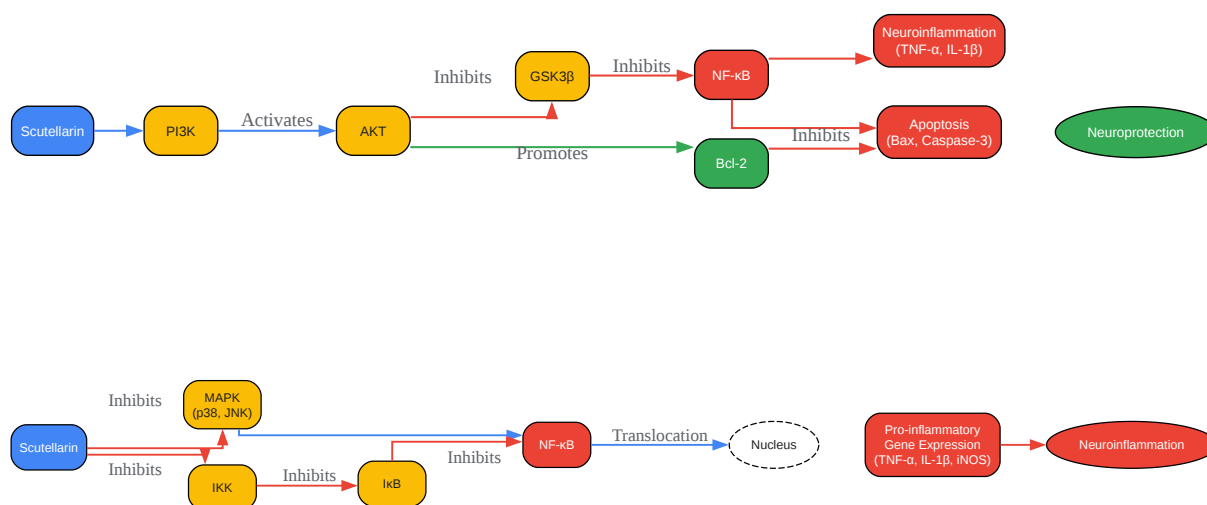 Neuroinflammation
(TNF-α, IL-1β)
Inhibits
GSK3β
Inhibits
NF-κB
Scutellarin
PI3K
Activates
AKT
Promotes
Bcl-2
Inhibits
Apoptosis
(Bax, Caspase-3)
Neuroprotection
Inhibits
MAPK
(p38, JNK)
Scutellarin
Inhibits
IKK
Inhibits
IκB
Inhibits
NF-κB
Translocation
Nucleus
Pro-inflammatory
Gene Expression
(TNF-α, IL-1β, iNOS)
Neuroinflammation